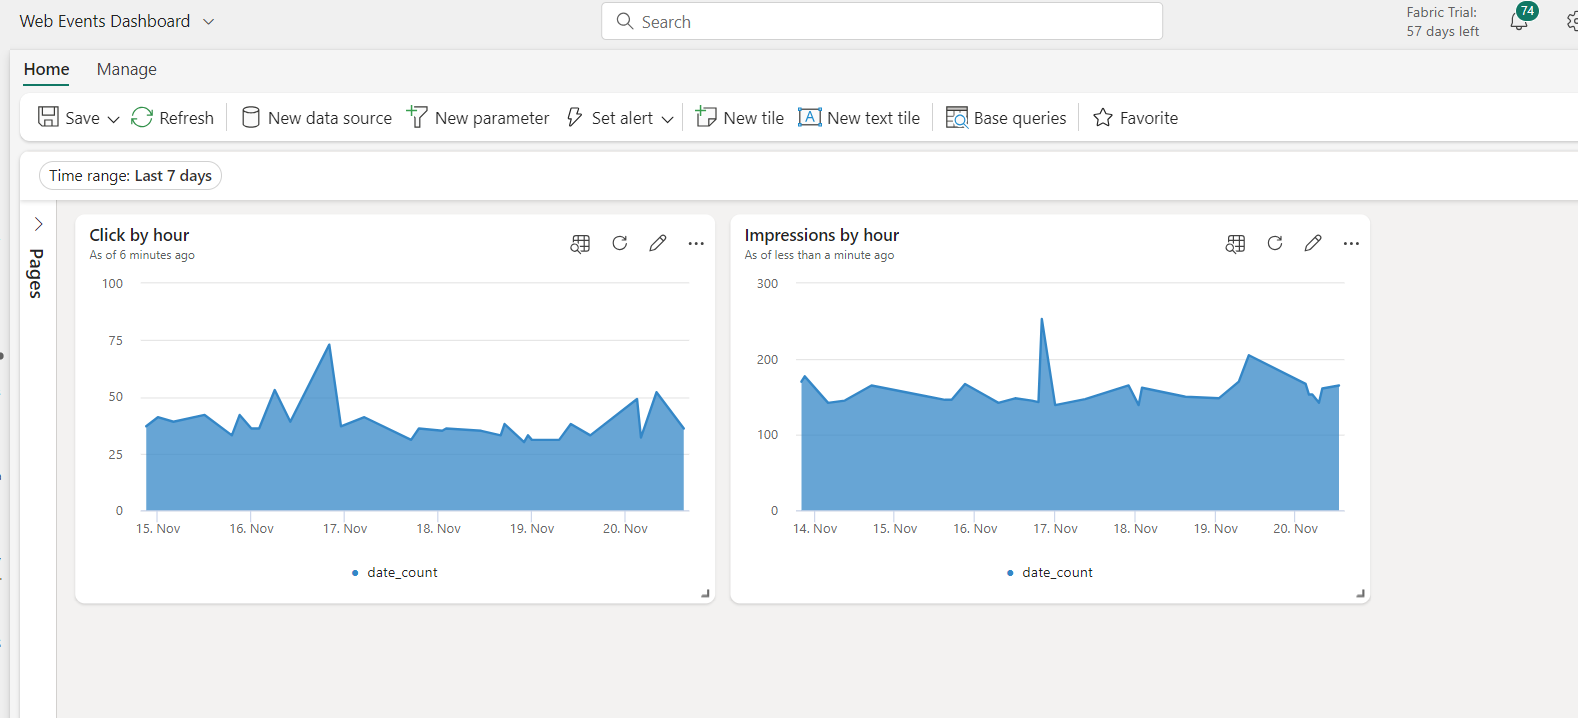 Web Events Dashboard
Search
Fabric Trial:
57 days left
74
Home Manage
Save Refresh New data source New parameter Set alert New tile New text tile Base queries Favorite
Time range: Last 7 days
Pages
Click by hour
As of 6 minutes ago
100
75
50
25
0
15. Nov 16. Nov 17. Nov 18. Nov 19. Nov 20. Nov
date_count
Impressions by hour
As of less than a minute ago
300
200
100
0
14. Nov 15. Nov 16. Nov 17. Nov 18. Nov 19. Nov 20. Nov
date_count